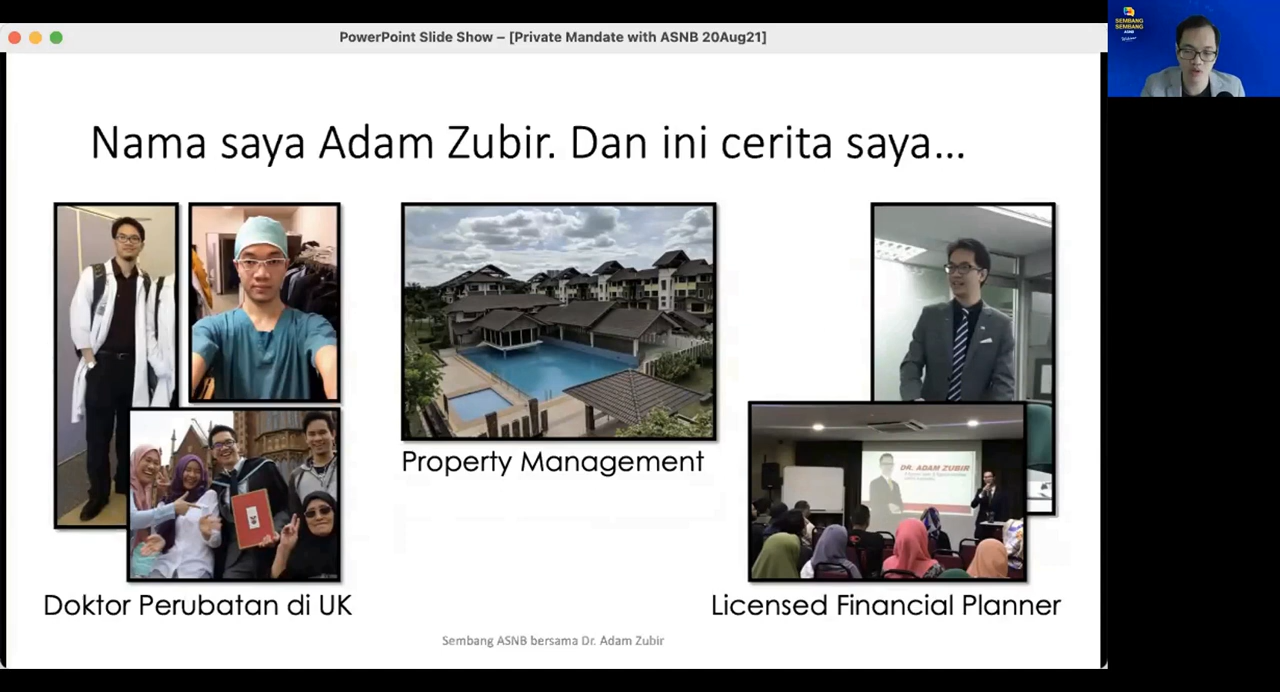 PowerPoint Slide Show – [Private Mandate with ASNB 20Aug21]
SEMBANG
SEMBANG
ASNB
Nama saya Adam Zubir. Dan ini cerita saya...
DR. ADAM ZUBIR
Property Management
Doktor Perubatan di UK
Licensed Financial Planner
Sembang ASNB bersama Dr. Adam Zubir